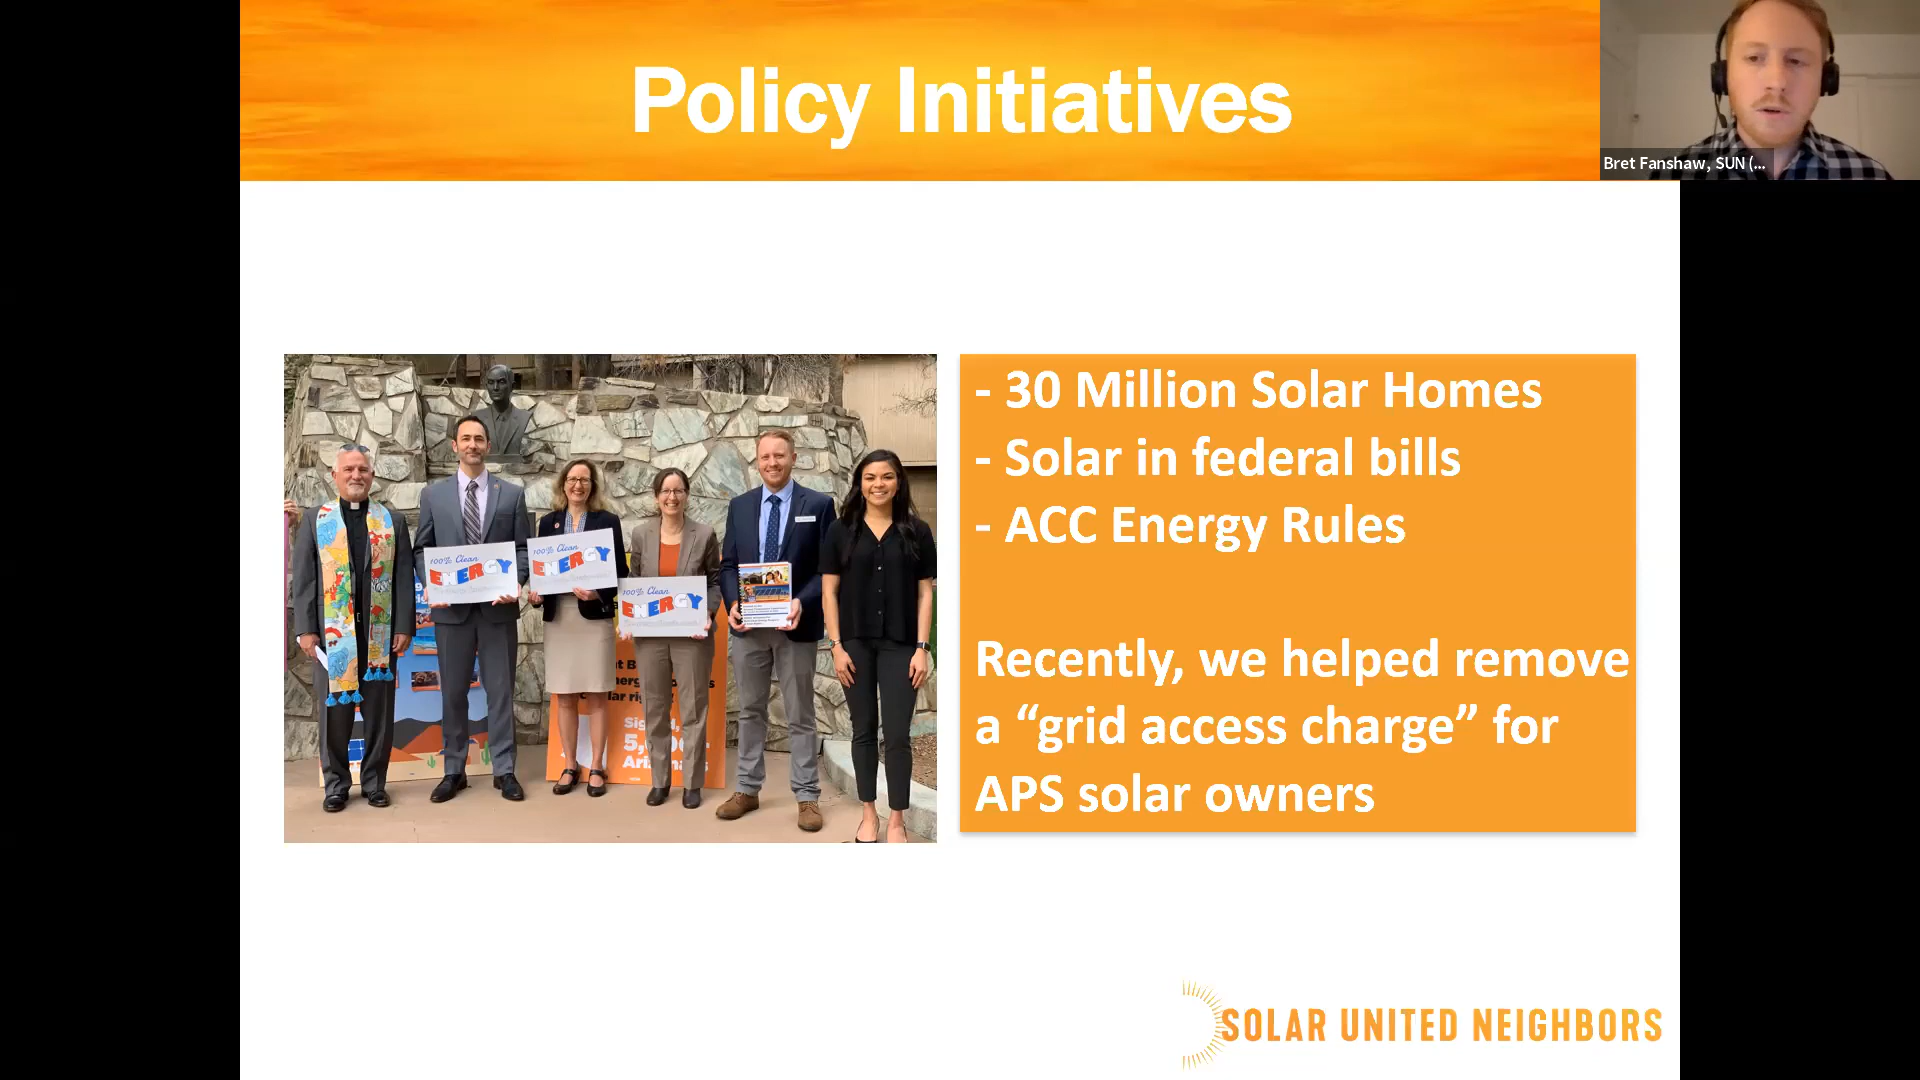 Policy Initiatives
Bret Fanshaw, SUN (...
- 30 Million Solar Homes
- Solar in federal bills
- ACC Energy Rules
Recently, we helped remove
a “grid access charge” for
APS solar owners
100% Clean
ENERGY
100% Clean
ENERGY
100% Clean
ENERGY
SOLAR UNITED NEIGHBORS